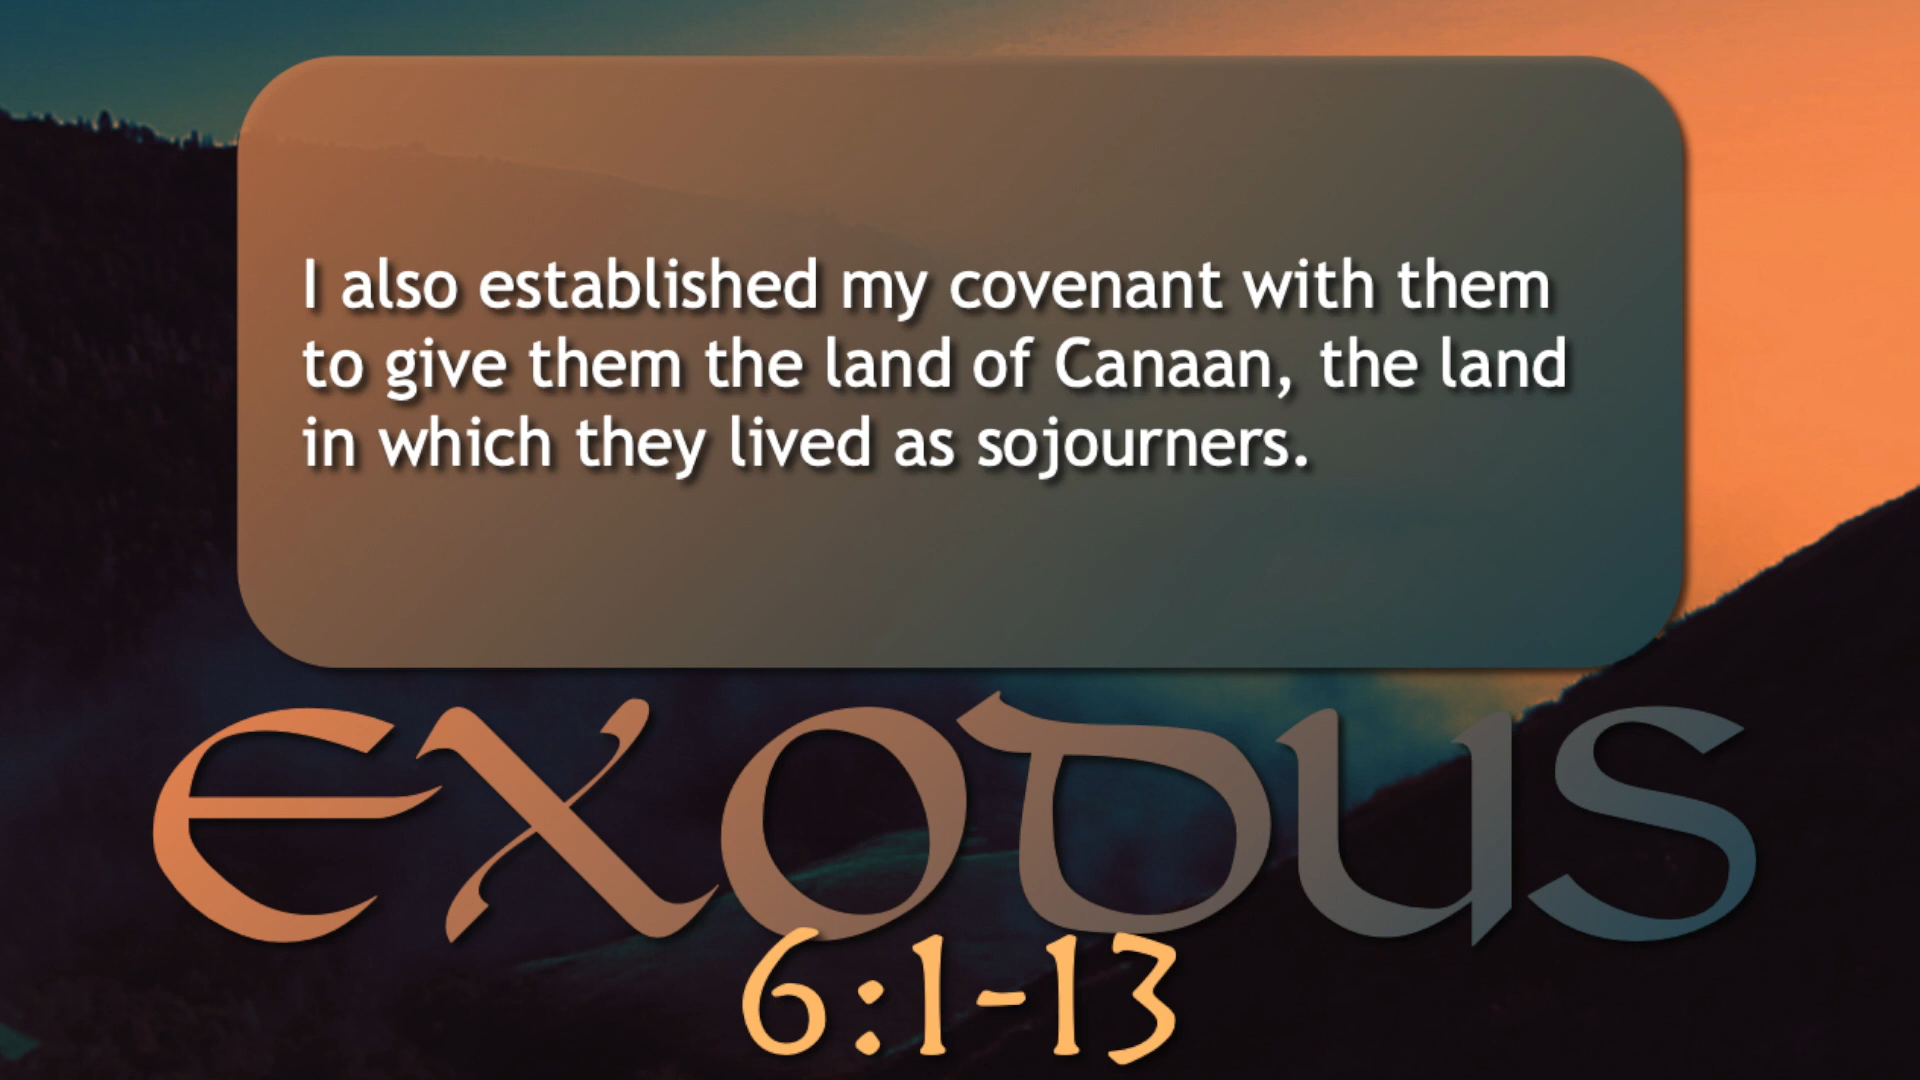 I also established my covenant with them
to give them the land of Canaan, the land
in which they lived as sojourners.
EXODUS
6:1-13